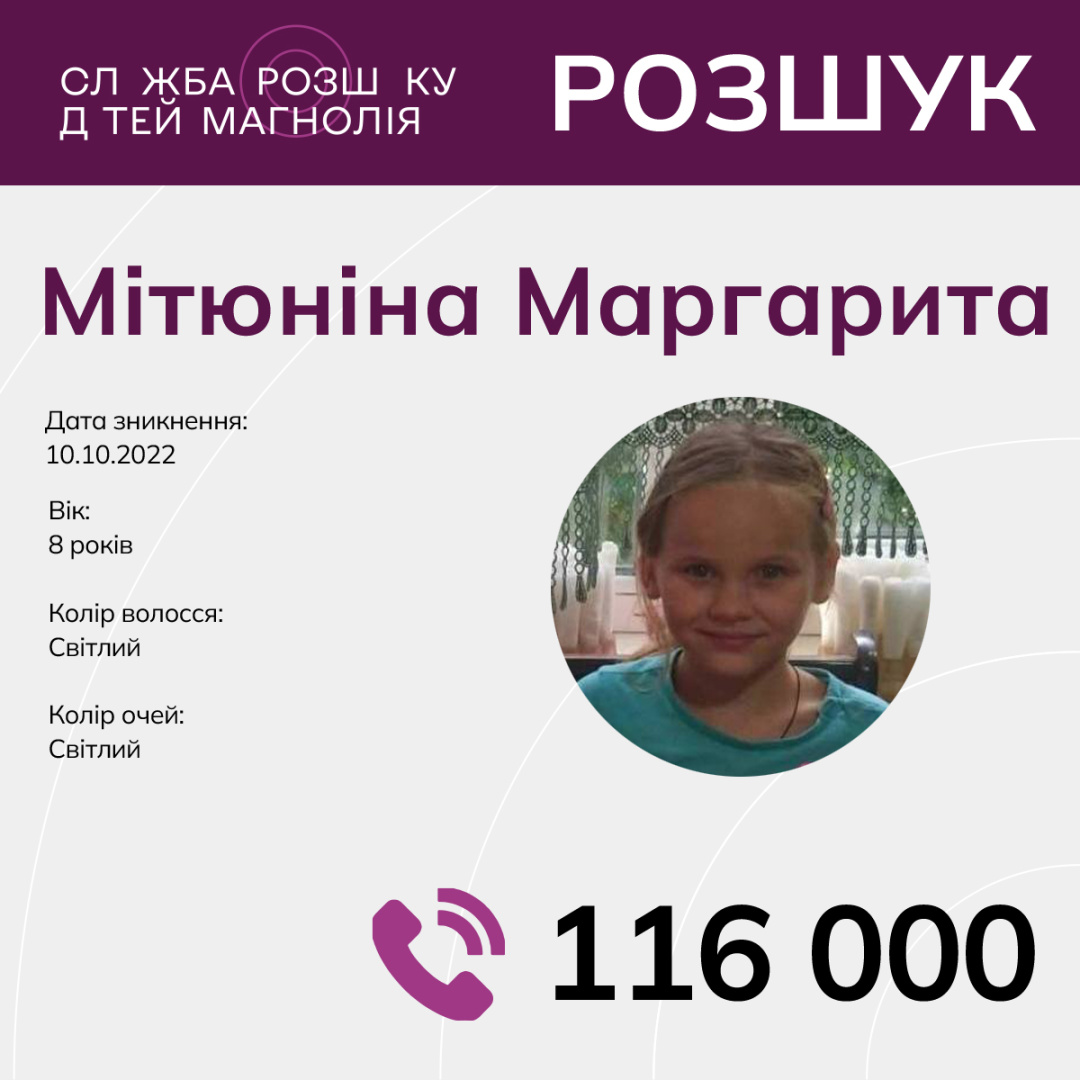 СЛ ЖБА РОЗШ КУ
Д ТЕЙ МАГНОЛІЯ
РОЗШУК
Мітюніна Маргарита
Дата зникнення:
10.10.2022
Вік:
8 років
Колір волосся:
Світлий
Колір очей:
Світлий
116 000